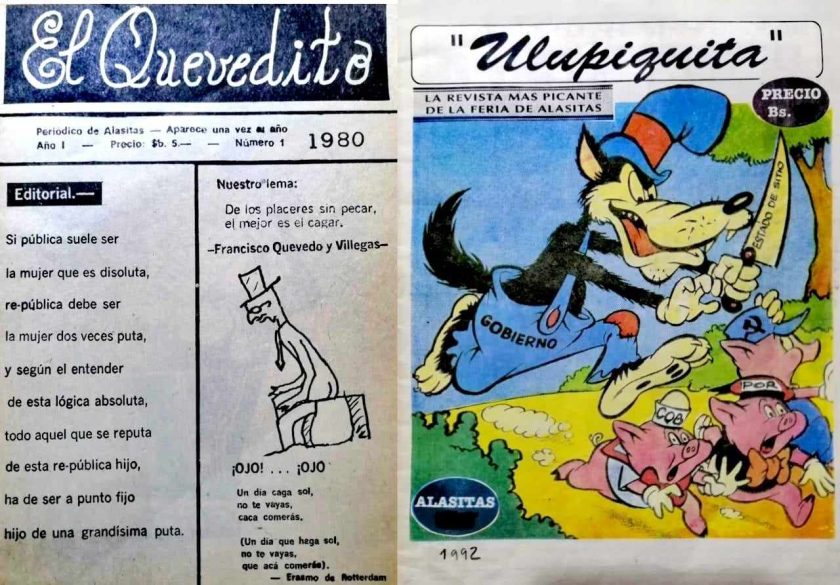 El Quevedito
Periódico de Alasitas — Aparece una vez al año
Año I — Precio: $b. 5.— — Número 1 1980
Editorial.—
Si pública suele ser
la mujer que es disoluta,
re-pública debe ser
la mujer dos veces puta,
y según el entender
de esta lógica absoluta,
todo aquel que se reputa
de esta re-pública hijo,
ha de ser a punto fijo
hijo de una grandísima puta.
Nuestro lema:
De los placeres sin pecar,
el mejor es el cagar.
—Francisco Quevedo y Villegas—
¡OJO! . . . ¡OJO
Un día caga sol,
no te vayas,
caca comerás.
(Un día que haga sol,
no te vayas,
que acá comerás).
— Erasmo de Rotterdam
"Ulupiquita"
LA REVISTA MAS PICANTE
DE LA FERIA DE ALASITAS
PRECIO
Bs.
ESTADO DE SITIO
GOBIERNO
POR
COB
ALASITAS
1992